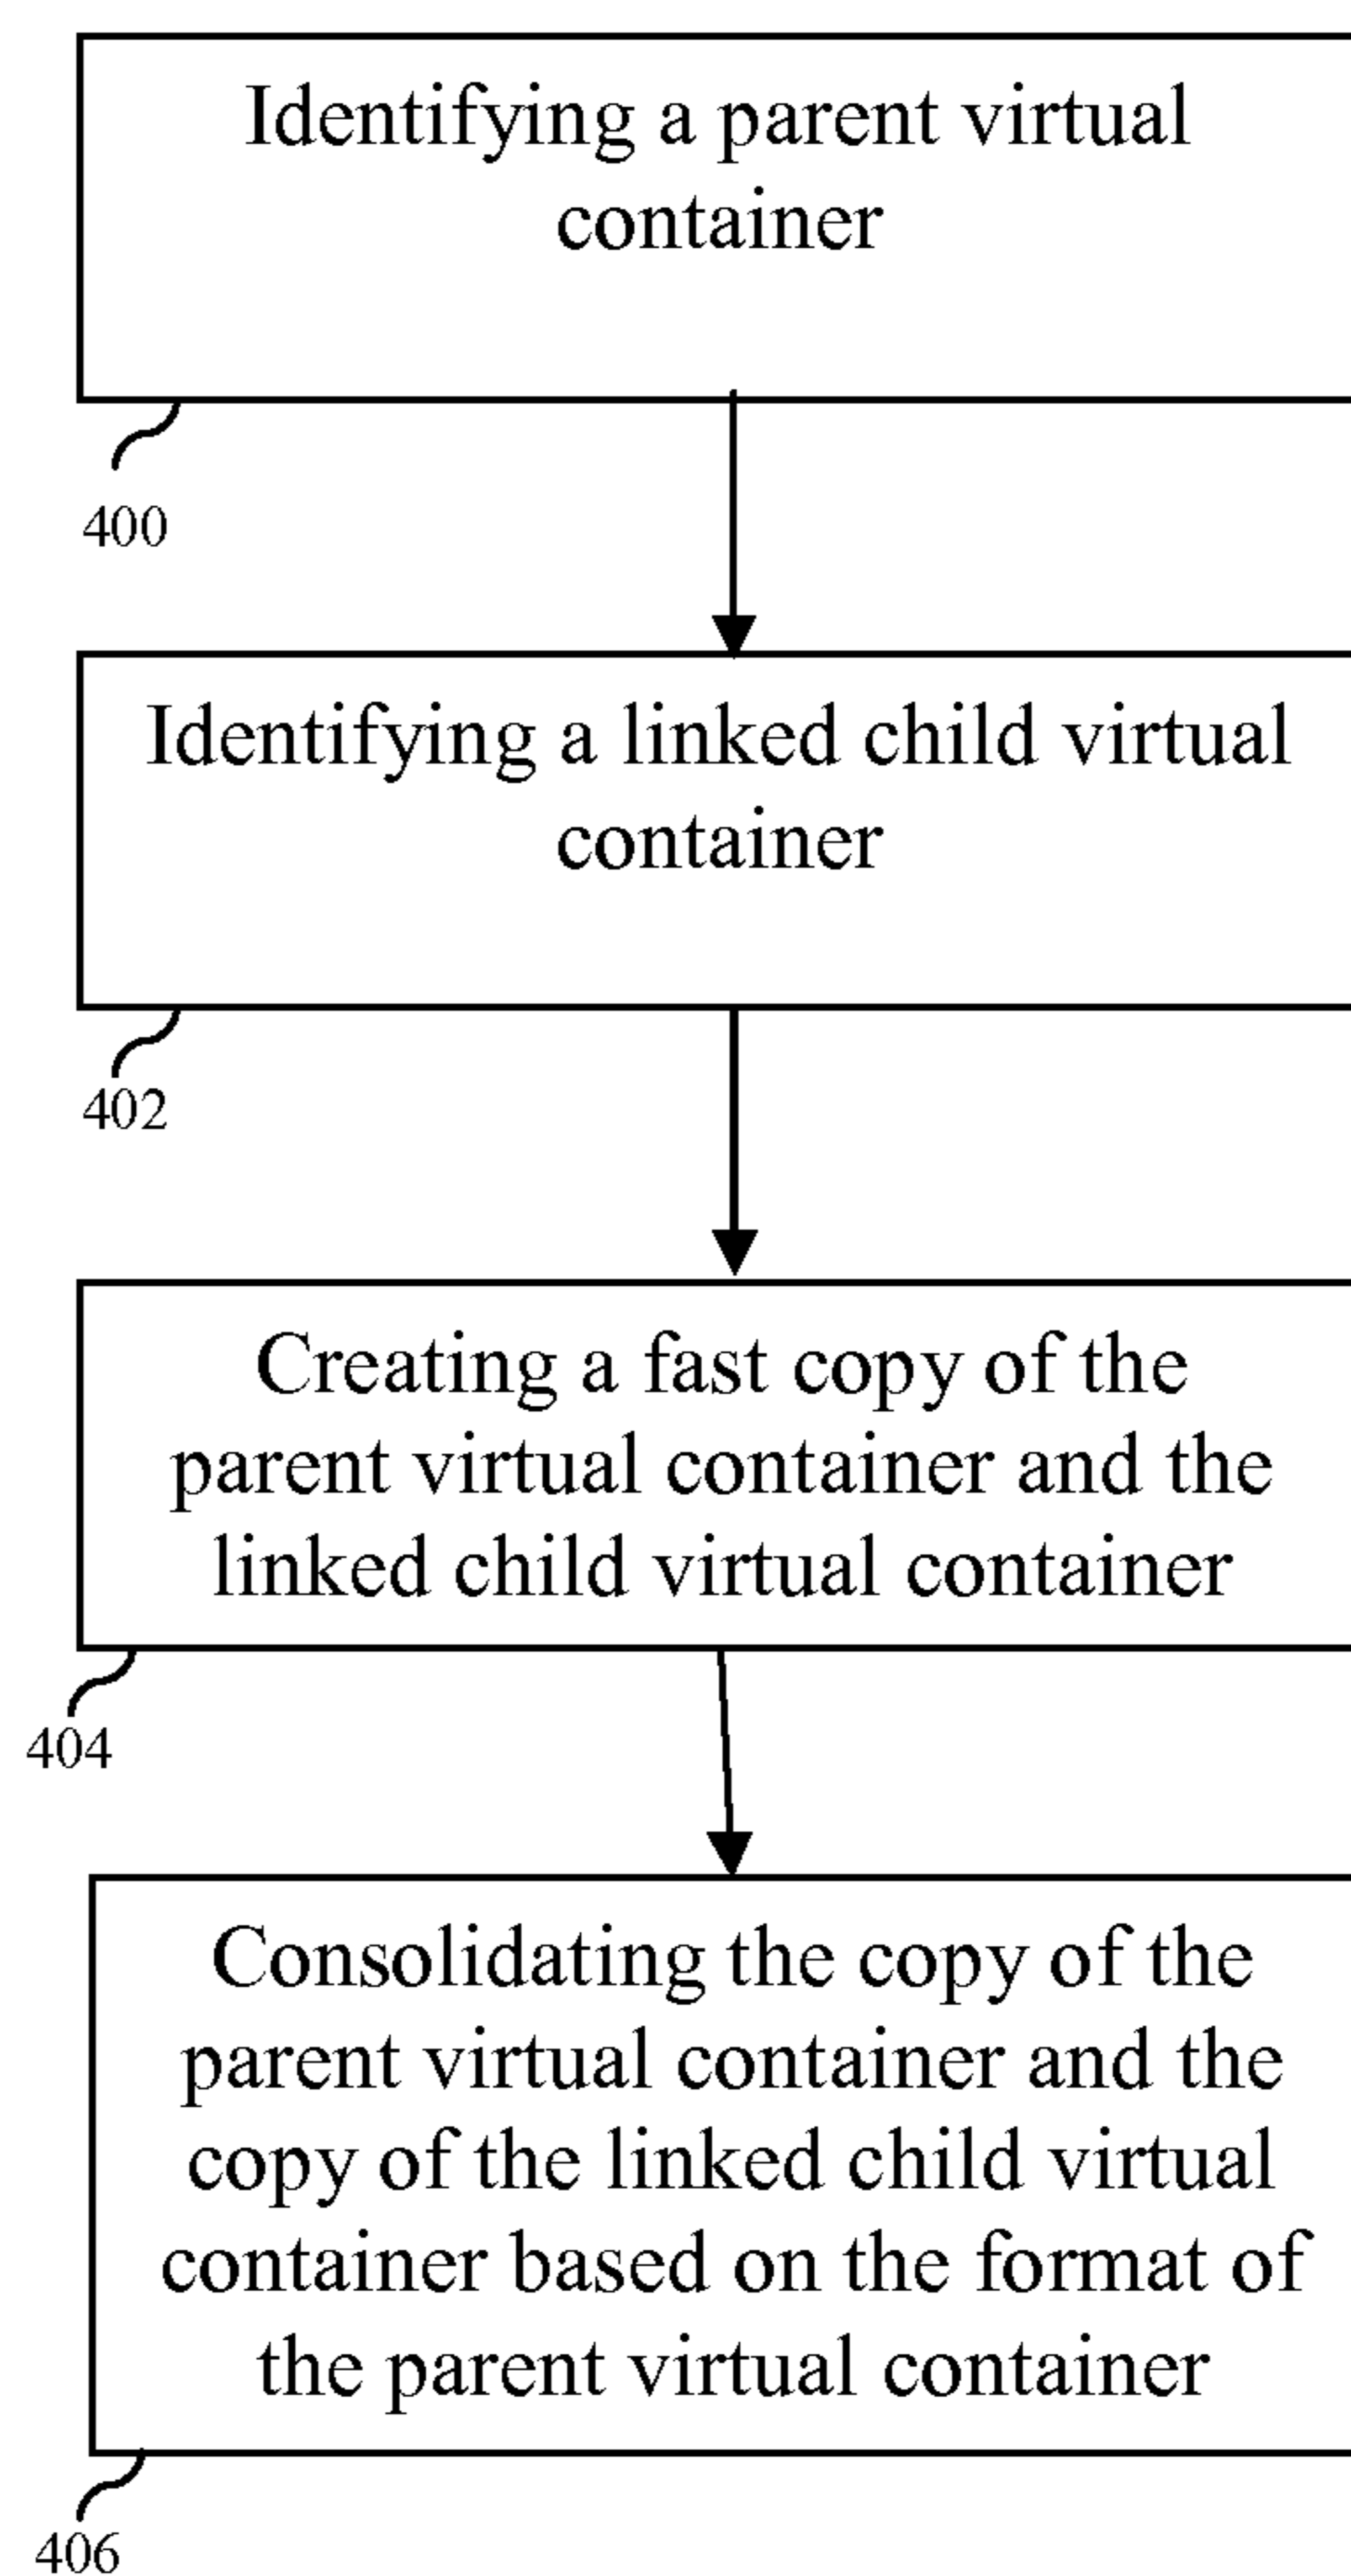 Identifying a parent virtual
container
400
Identifying a linked child virtual
container
402
Creating a fast copy of the
parent virtual container and the
linked child virtual container
404
Consolidating the copy of the
parent virtual container and the
copy of the linked child virtual
container based on the format of
the parent virtual container
406